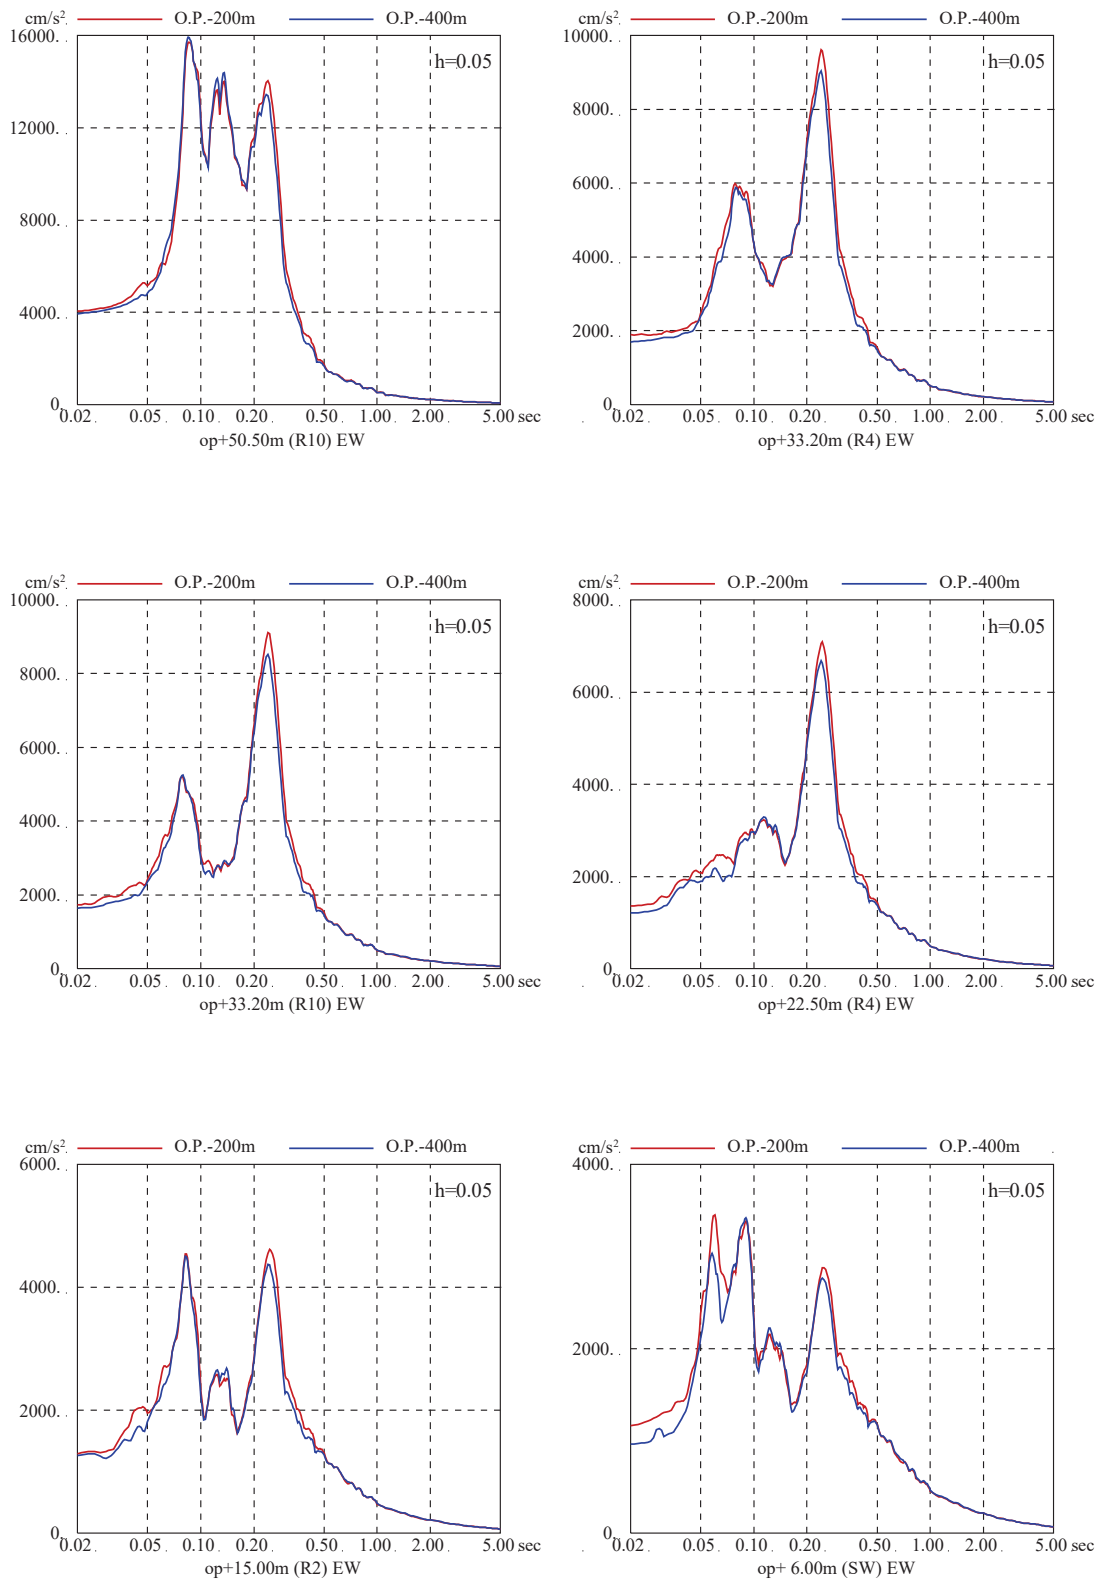 cm/s² O.P.-200m O.P.-400m
16000.
h=0.05
12000.
8000.
4000.
0.
0.02 0.05 0.10 0.20 0.50 1.00 2.00 5.00 sec
op+50.50m (R10) EW
cm/s² O.P.-200m O.P.-400m
10000.
h=0.05
8000.
6000.
4000.
2000.
0.
0.02 0.05 0.10 0.20 0.50 1.00 2.00 5.00 sec
op+33.20m (R4) EW
cm/s² O.P.-200m O.P.-400m
10000.
h=0.05
8000.
6000.
4000.
2000.
0.
0.02 0.05 0.10 0.20 0.50 1.00 2.00 5.00 sec
op+33.20m (R10) EW
cm/s² O.P.-200m O.P.-400m
8000.
h=0.05
6000.
4000.
2000.
0.
0.02 0.05 0.10 0.20 0.50 1.00 2.00 5.00 sec
op+22.50m (R4) EW
cm/s² O.P.-200m O.P.-400m
6000.
h=0.05
4000.
2000.
0.
0.02 0.05 0.10 0.20 0.50 1.00 2.00 5.00 sec
op+15.00m (R2) EW
cm/s² O.P.-200m O.P.-400m
4000.
h=0.05
2000.
0.
0.02 0.05 0.10 0.20 0.50 1.00 2.00 5.00 sec
op+ 6.00m (SW) EW